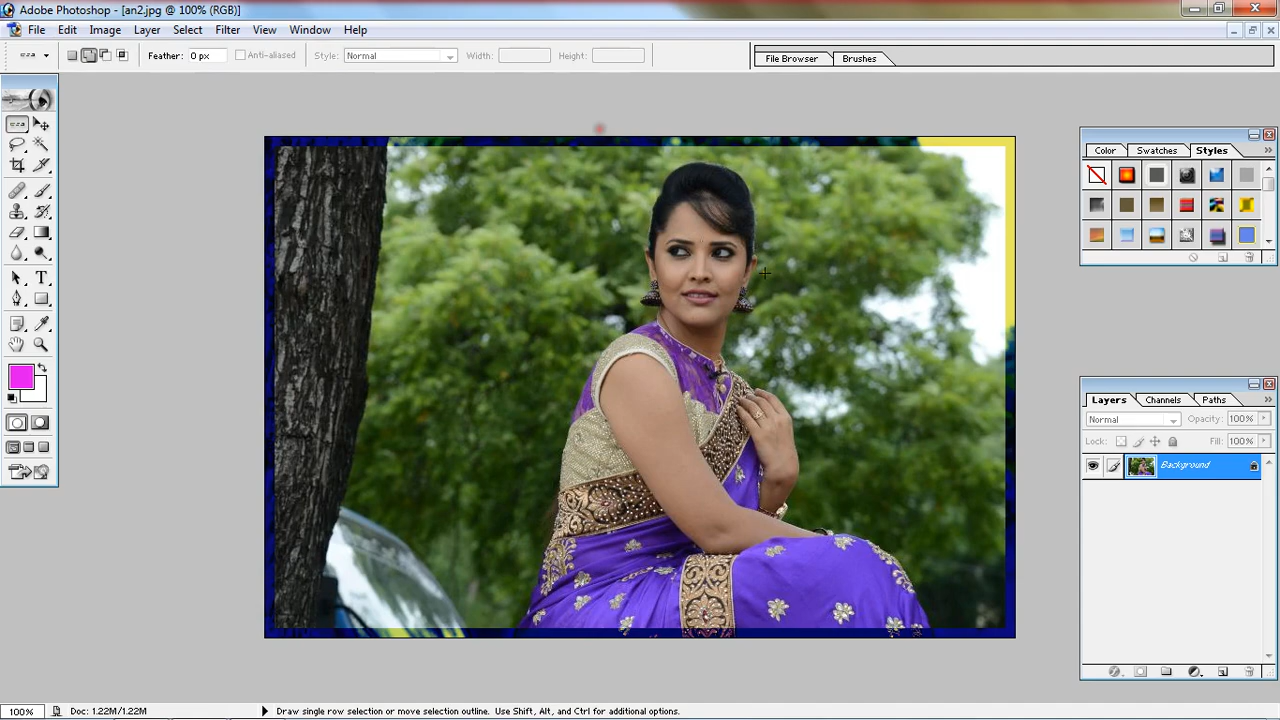 Adobe Photoshop - [an2.jpg @ 100% (RGB)]
File Edit Image Layer Select Filter View Window Help
Feather: 0 px Anti-aliased Style: Normal Width: Height: File Browser Brushes
Color Swatches Styles
Layers Channels Paths
Normal Opacity: 100%
Lock: Fill: 100%
Background
100% Doc: 1.22M/1.22M Draw single row selection or move selection outline. Use Shift, Alt, and Ctrl for additional options.